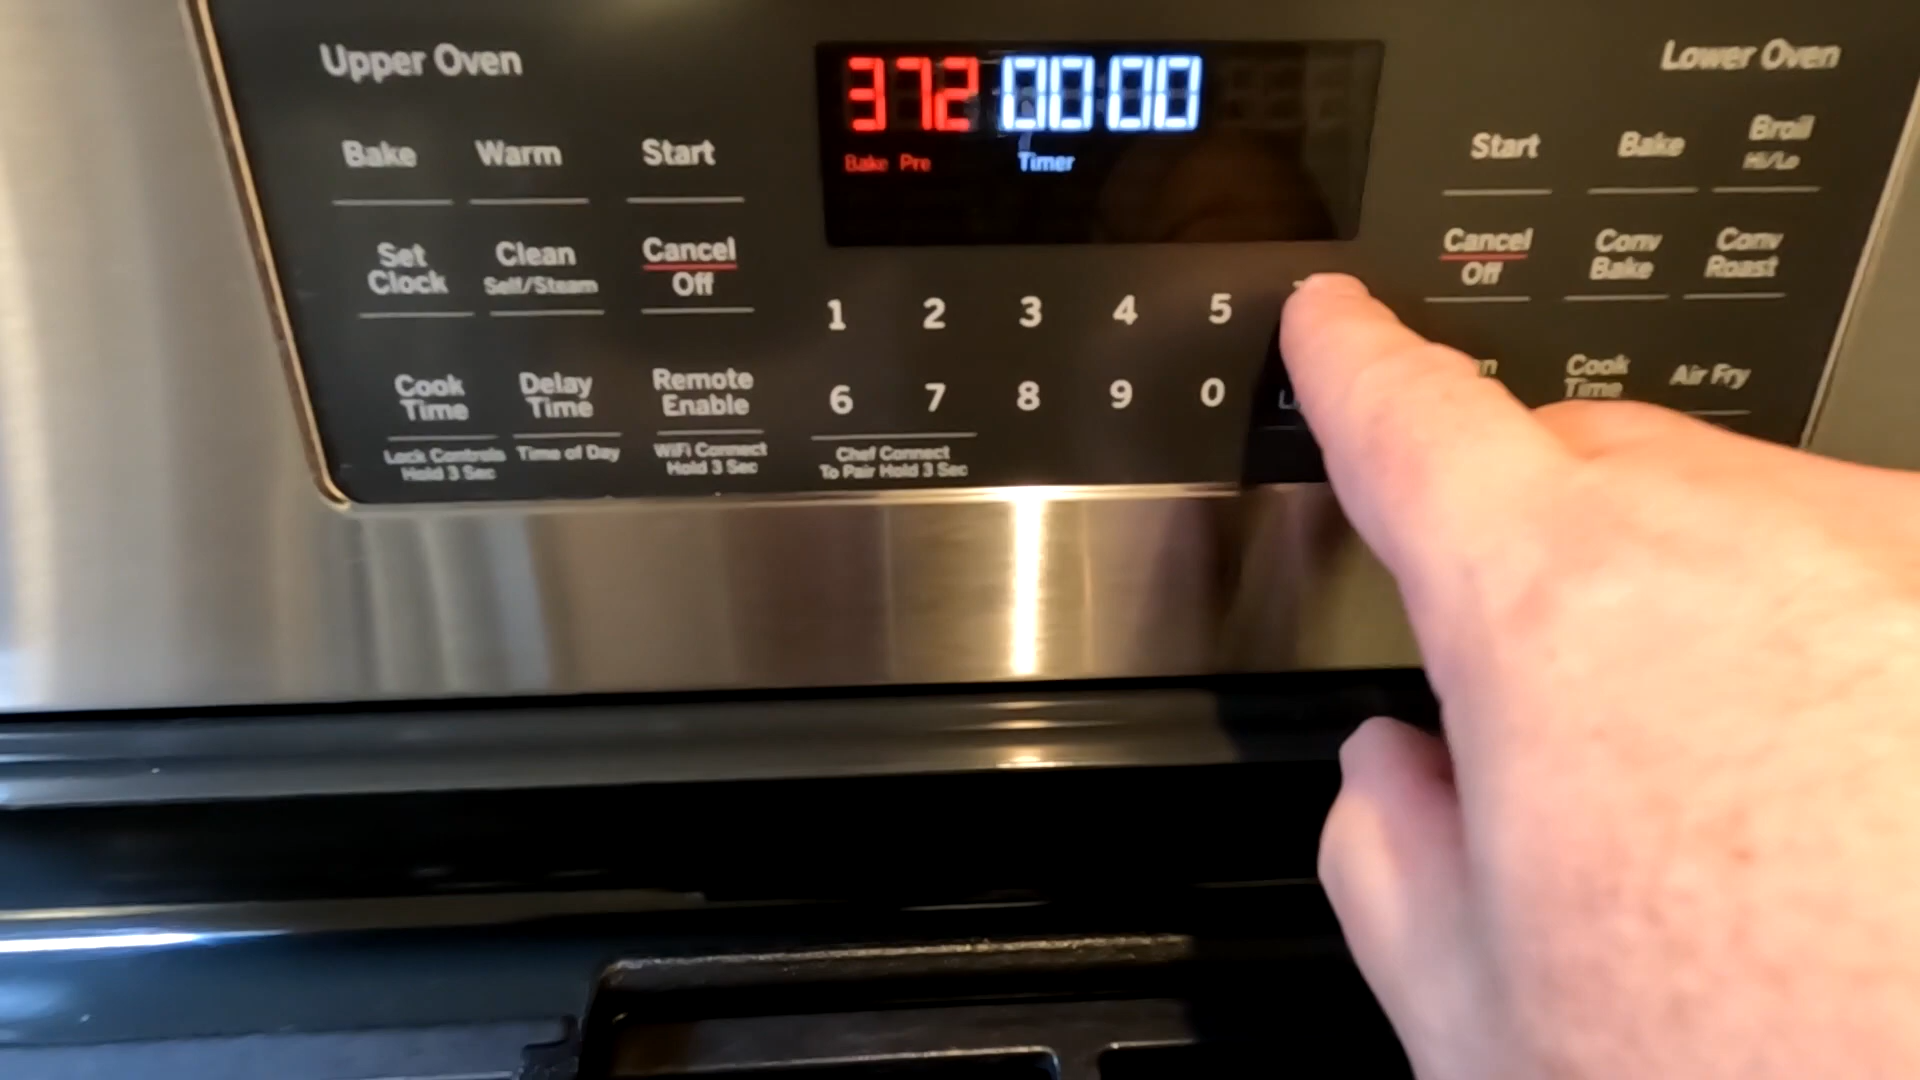 Upper Oven
Lower Oven
372 00 00
Bake Pre Timer
Bake Warm Start
Start Bake Broil
Hi/Lo
Set Clock
Clean
Self/Steam
Cancel
Off
Cancel
Off
Conv
Bake
Conv
Roast
1 2 3 4 5
6 7 8 9 0
Cook
Time
Delay
Time
Remote
Enable
Cook
Time
Air Fry
Lock Controls
Hold 3 Sec
Time of Day
WiFi Connect
Hold 3 Sec
Chef Connect
To Pair Hold 3 Sec